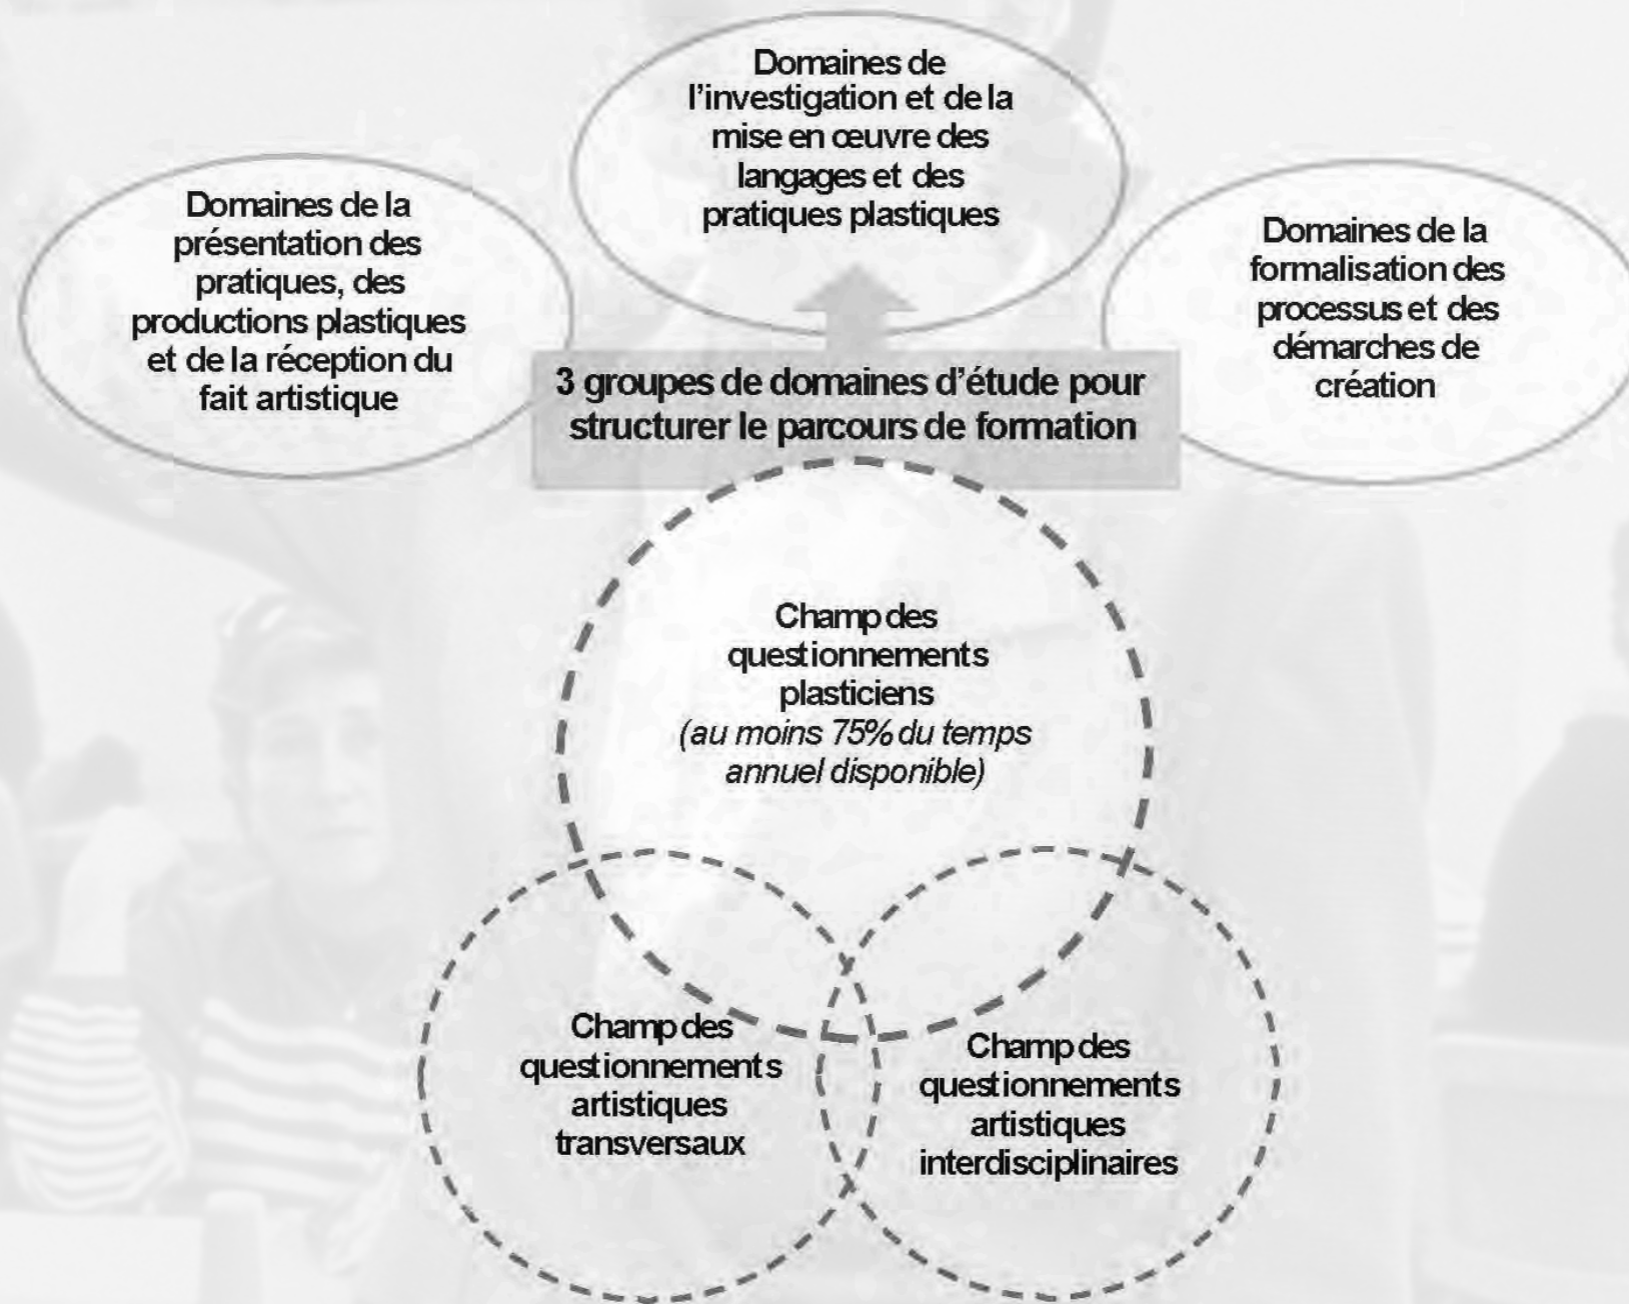 Domaines de
l’investigation et de la
mise en œuvre des
langages et des
pratiques plastiques
Domaines de la
présentation des
pratiques, des
productions plastiques
et de la réception du
fait artistique
Domaines de la
formalisation des
processus et des
démarches de
création
3 groupes de domaines d’étude pour
structurer le parcours de formation
Champ des
questionnements
plasticiens
(au moins 75% du temps
annuel disponible)
Champ des
questionnements
artistiques
transversaux
Champ des
questionnements
artistiques
interdisciplinaires